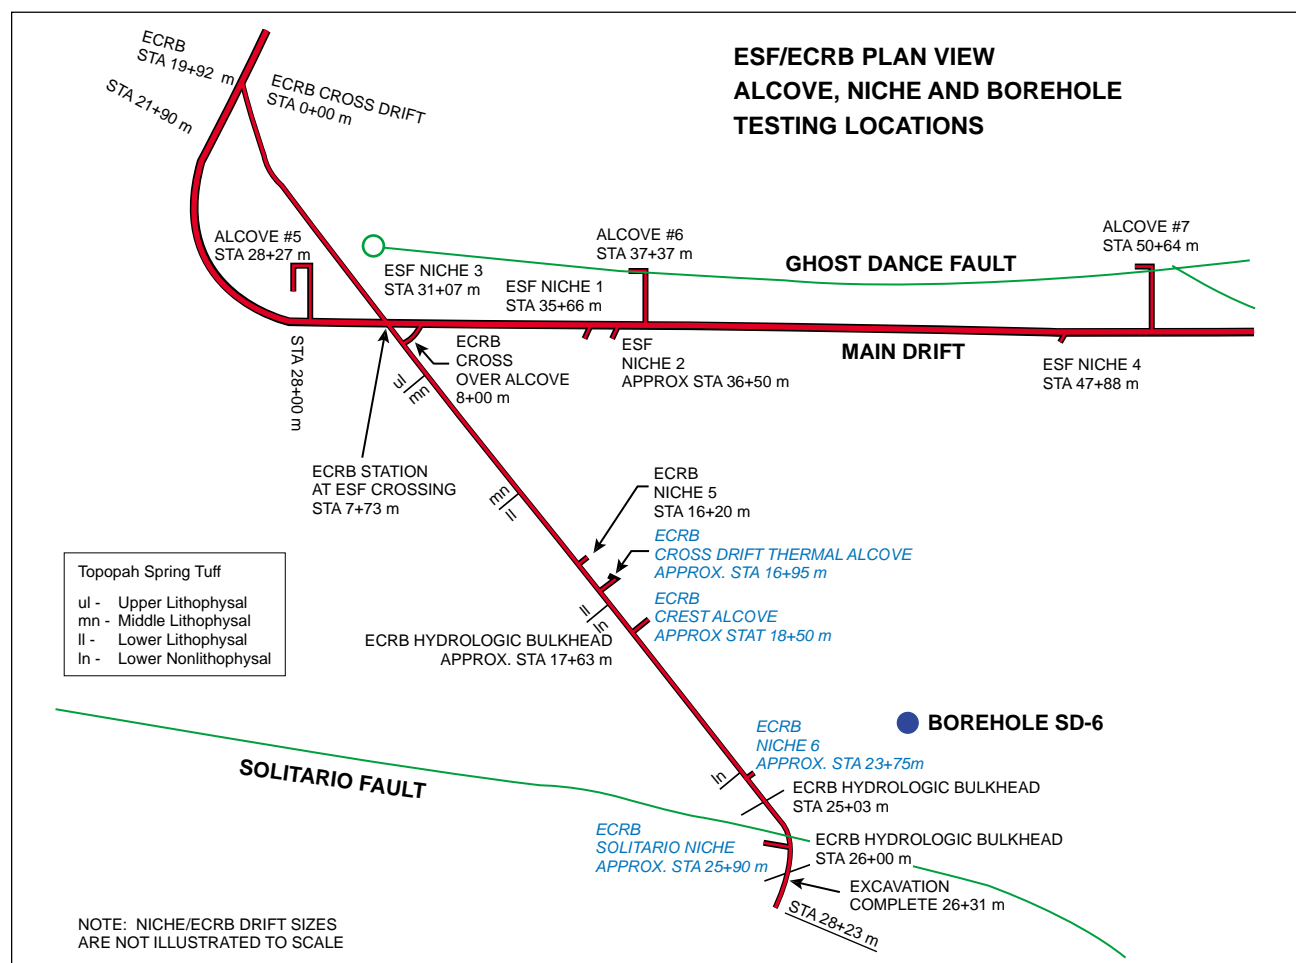 ESF/ECRB PLAN VIEW
ALCOVE, NICHE AND BOREHOLE
TESTING LOCATIONS
ECRB
STA 19+92 m
STA 21+90 m
ECRB CROSS DRIFT
STA 0+00 m
ALCOVE #5
STA 28+27 m
ESF NICHE 3
STA 31+07 m
ESF NICHE 1
STA 35+66 m
ALCOVE #6
STA 37+37 m
GHOST DANCE FAULT
ALCOVE #7
STA 50+64 m
STA 28+00 m
ECRB
CROSS
OVER ALCOVE
8+00 m
ESF
NICHE 2
APPROX STA 36+50 m
MAIN DRIFT
ESF NICHE 4
STA 47+88 m
ul
mn
ECRB STATION
AT ESF CROSSING
STA 7+73 m
mn
ll
ECRB
NICHE 5
STA 16+20 m
ECRB
CROSS DRIFT THERMAL ALCOVE
APPROX. STA 16+95 m
ECRB
CREST ALCOVE
APPROX STAT 18+50 m
ll
ln
ECRB HYDROLOGIC BULKHEAD
APPROX. STA 17+63 m
Topopah Spring Tuff
ul - Upper Lithophysal
mn - Middle Lithophysal
ll - Lower Lithophysal
ln - Lower Nonlithophysal
BOREHOLE SD-6
ECRB
NICHE 6
APPROX. STA 23+75m
ln
SOLITARIO FAULT
ECRB HYDROLOGIC BULKHEAD
STA 25+03 m
ECRB
SOLITARIO NICHE
APPROX. STA 25+90 m
ECRB HYDROLOGIC BULKHEAD
STA 26+00 m
EXCAVATION
COMPLETE 26+31 m
STA 28+23 m
NOTE: NICHE/ECRB DRIFT SIZES
ARE NOT ILLUSTRATED TO SCALE